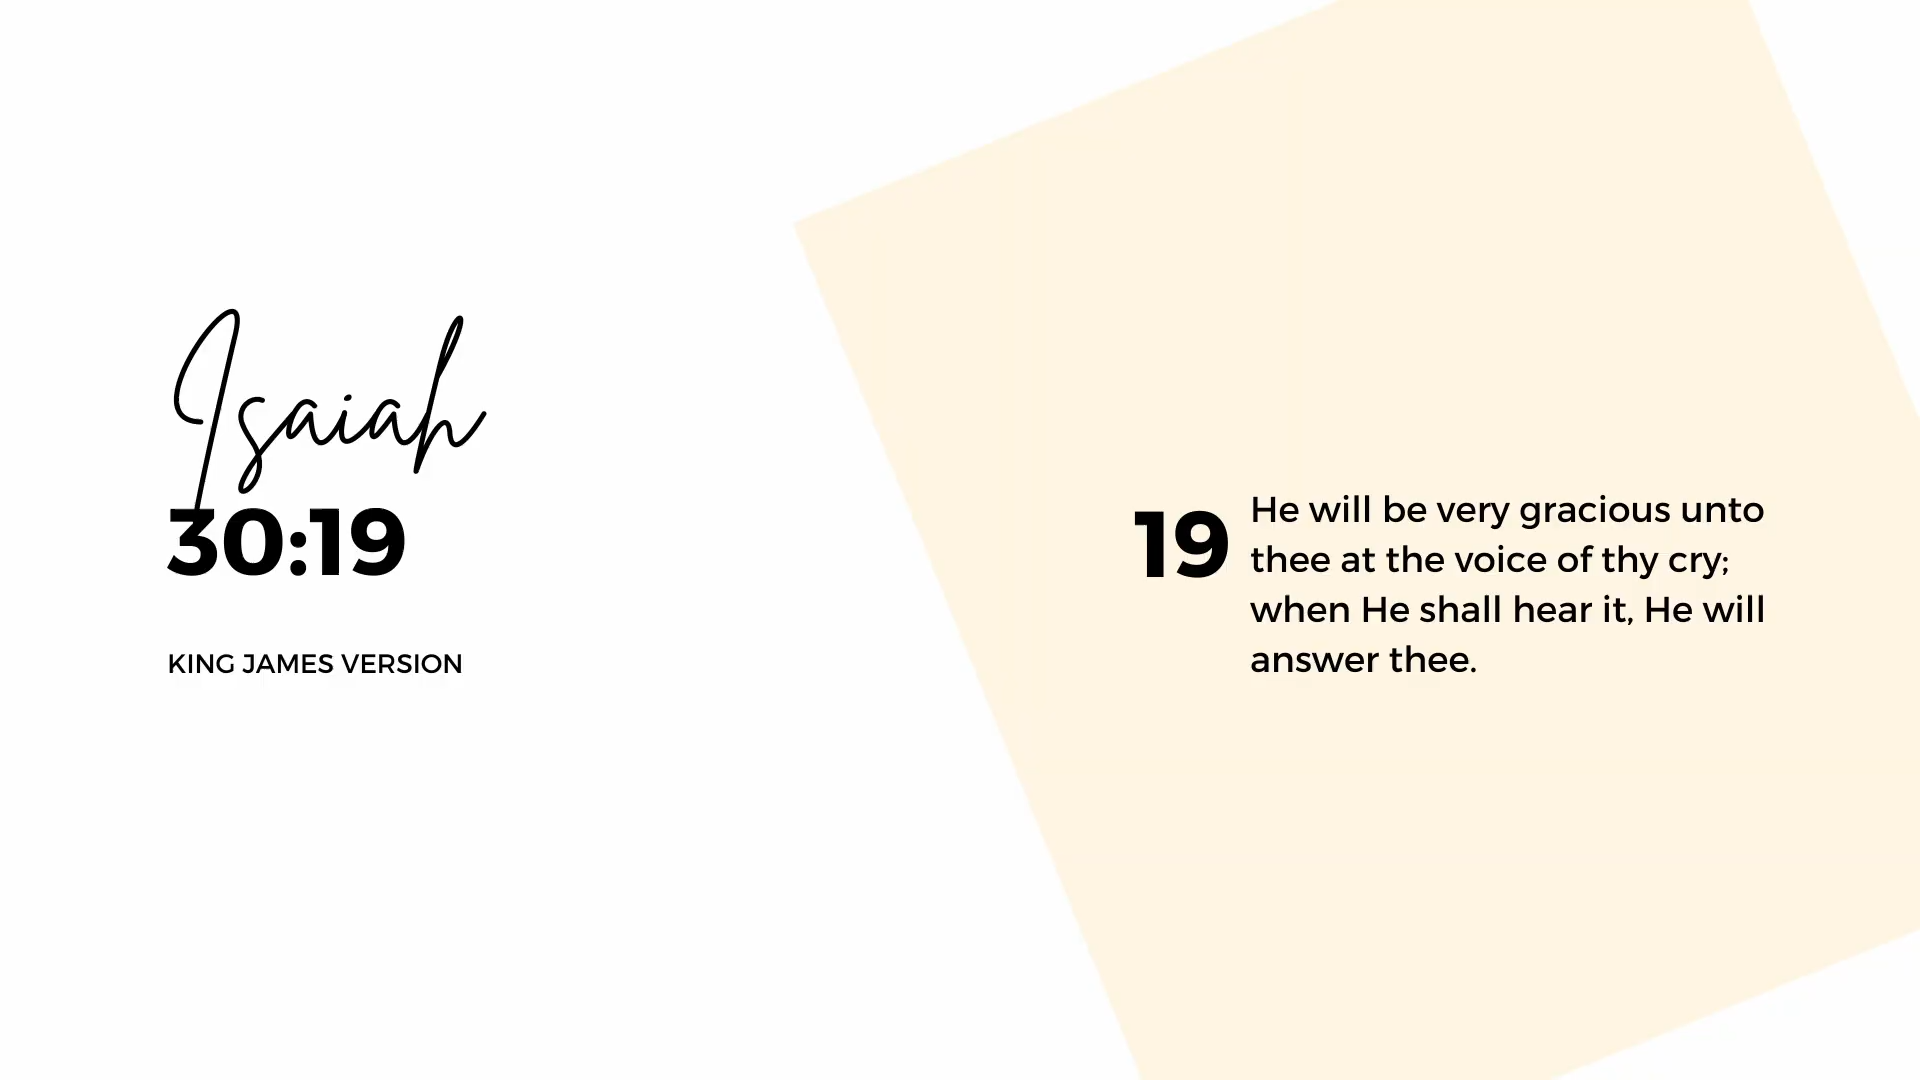 Isaiah
30:19
KING JAMES VERSION
19 He will be very gracious unto
thee at the voice of thy cry;
when He shall hear it, He will
answer thee.